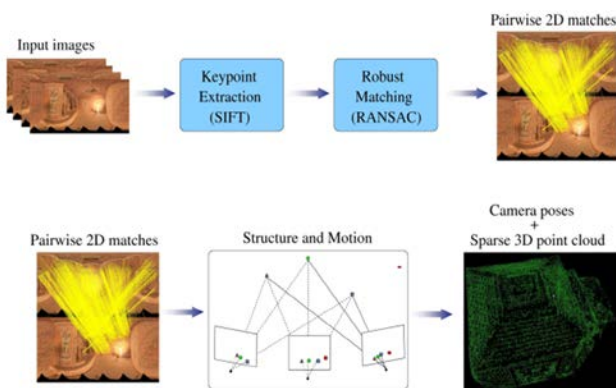 Input images
Keypoint
Extraction
(SIFT)
Robust
Matching
(RANSAC)
Pairwise 2D matches
Pairwise 2D matches
Structure and Motion
Camera poses
+
Sparse 3D point cloud